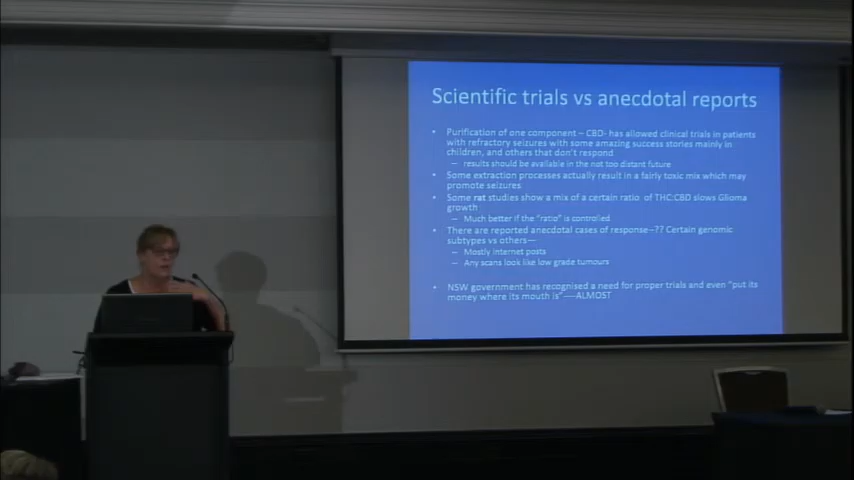 Scientific trials vs anecdotal reports
• Purification of one component – CBD- has allowed clinical trials in patients
with refractory seizures with some amazing success stories mainly in
children, and others that don't respond
– results should be available in the not too distant future
• Some extraction processes actually result in a fairly toxic mix which may
promote seizures
• Some rat studies show a mix of a certain ratio of THC:CBD slows Glioma
growth
– Much better if the "ratio" is controlled
• There are reported anecdotal cases of response--?? Certain genomic
subtypes vs others—
– Mostly internet posts
– Any scans look like low grade tumours
• NSW government has recognised a need for proper trials and even "put its
money where its mouth is"----ALMOST